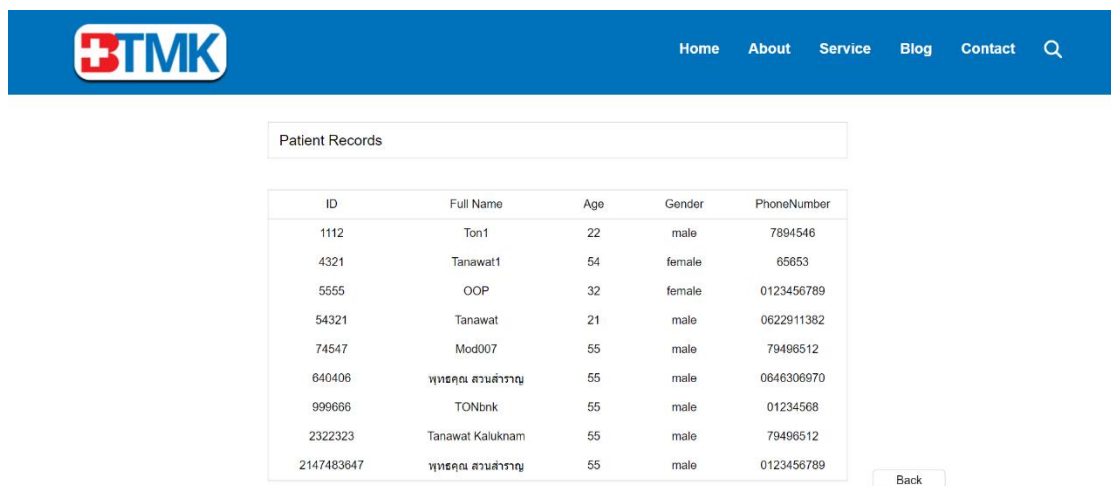 BTMK
Home About Service Blog Contact
Patient Records
ID Full Name Age Gender PhoneNumber
1112 Ton1 22 male 7894546
4321 Tanawat1 54 female 65653
5555 OOP 32 female 0123456789
54321 Tanawat 21 male 0622911382
74547 Mod007 55 male 79496512
640406 พุทธคุณ สวนสำราญ 55 male 0646306970
999666 TONbnk 55 male 01234568
2322323 Tanawat Kaluknam 55 male 79496512
2147483647 พุทธคุณ สวนสำราญ 55 male 0123456789
Back